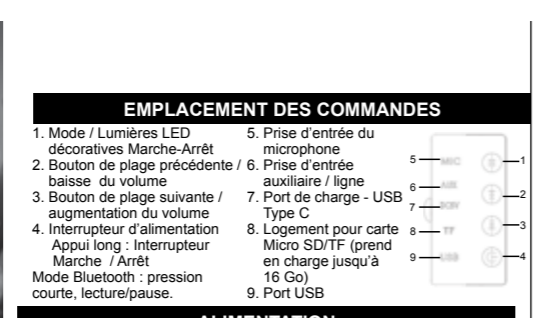 EMPLACEMENT DES COMMANDES
1. Mode / Lumières LED
décoratives Marche-Arrêt
2. Bouton de plage précédente /
baisse du volume
3. Bouton de plage suivante /
augmentation du volume
4. Interrupteur d'alimentation
Appui long : Interrupteur
Marche / Arrêt
Mode Bluetooth : pression
courte, lecture/pause.
5. Prise d'entrée du
microphone
6. Prise d'entrée
auxiliaire / ligne
7. Port de charge - USB
Type C
8. Logement pour carte
Micro SD/TF (prend
en charge jusqu'à
16 Go)
9. Port USB
5 MIC 1
6 AUX 2
7 DC5V
8 TF 3
9 USB 4
ALIMENTATION